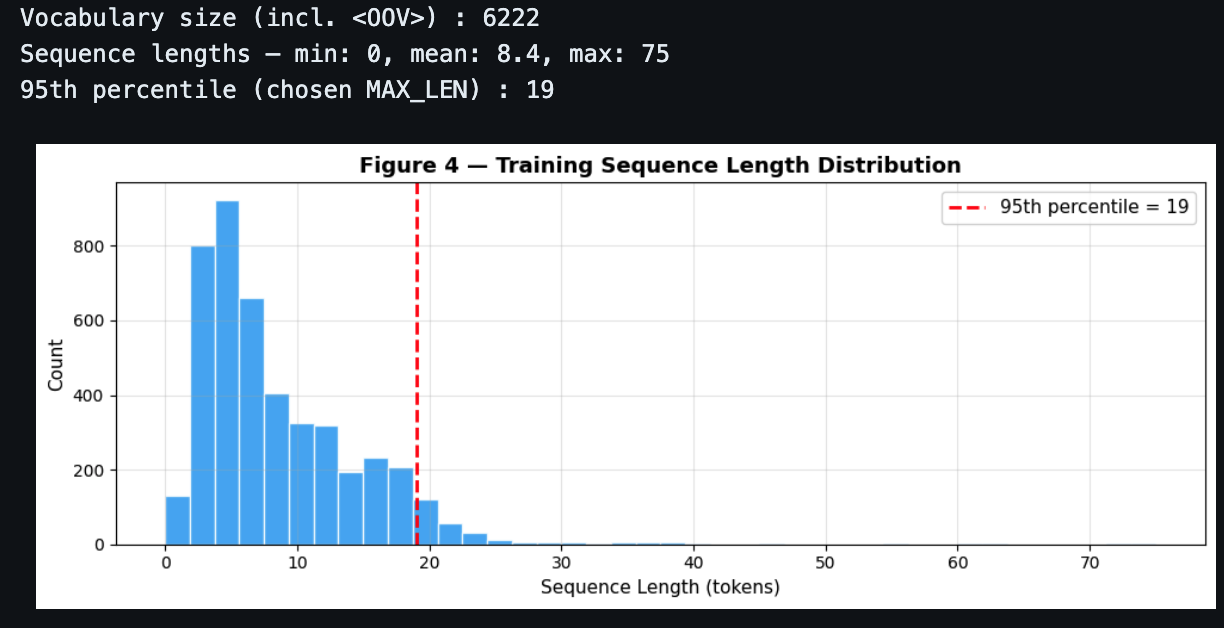 Vocabulary size (incl. <OOV>) : 6222
Sequence lengths — min: 0, mean: 8.4, max: 75
95th percentile (chosen MAX_LEN) : 19
Figure 4 — Training Sequence Length Distribution
95th percentile = 19
800
600
400
200
0
Count
0 10 20 30 40 50 60 70
Sequence Length (tokens)